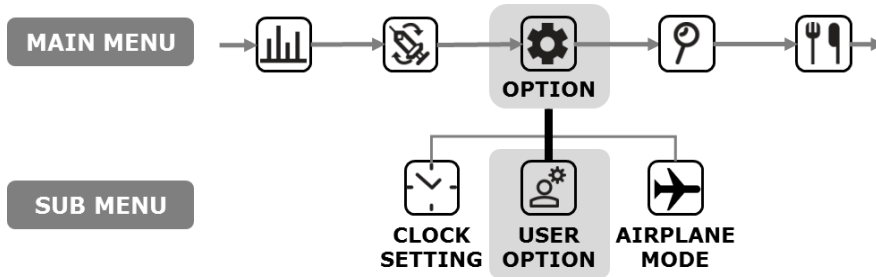 MAIN MENU
OPTION
SUB MENU
CLOCK
SETTING
USER
OPTION
AIRPLANE
MODE